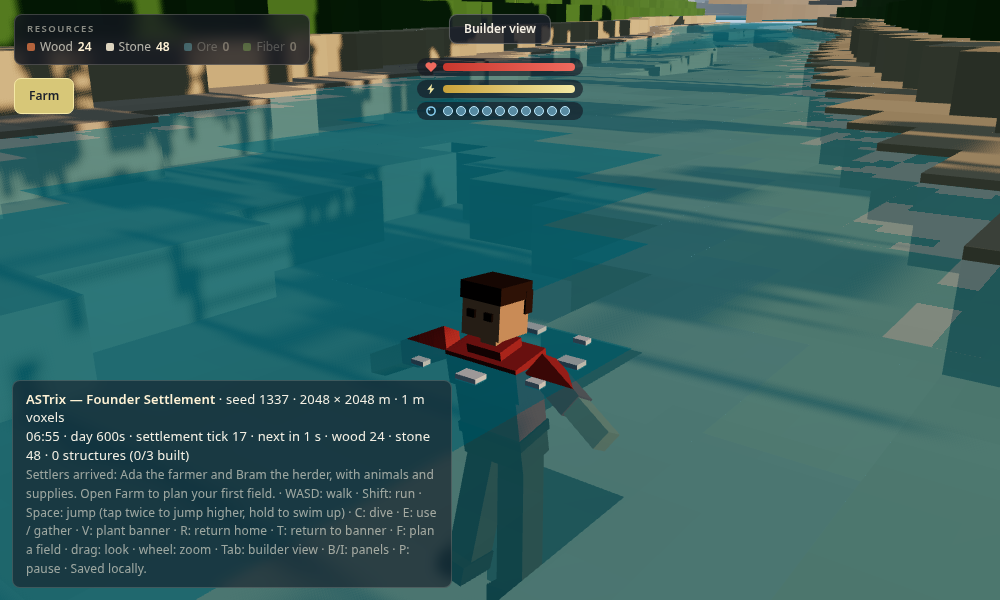 RESOURCES
Wood 24 Stone 48 Ore 0 Fiber 0
Builder view
Farm
ASTrix — Founder Settlement · seed 1337 · 2048 × 2048 m · 1 m
voxels
06:55 · day 600s · settlement tick 17 · next in 1 s · wood 24 · stone
48 · 0 structures (0/3 built)
Settlers arrived: Ada the farmer and Bram the herder, with animals and
supplies. Open Farm to plan your first field. · WASD: walk · Shift: run ·
Space: jump (tap twice to jump higher, hold to swim up) · C: dive · E: use
/ gather · V: plant banner · R: return home · T: return to banner · F: plan
a field · drag: look · wheel: zoom · Tab: builder view · B/I: panels · P:
pause · Saved locally.